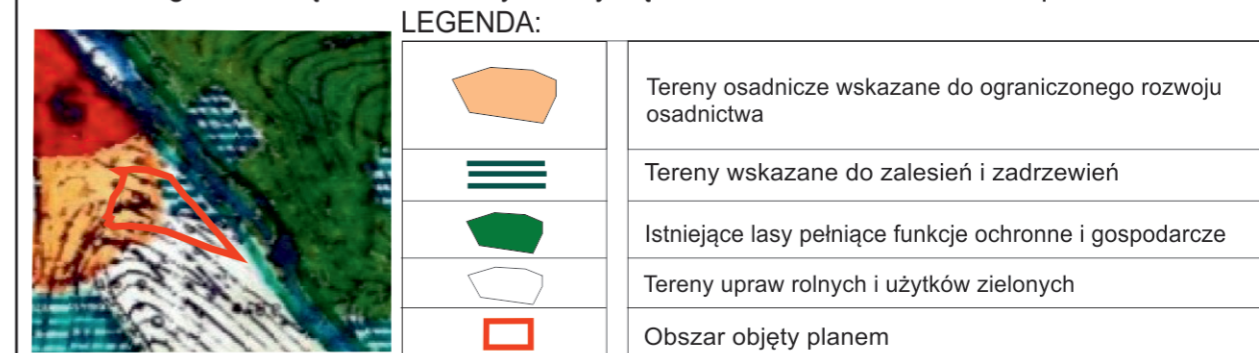 LEGENDA:
Tereny osadnicze wskazane do ograniczonego rozwoju
osadnictwa
Tereny wskazane do zalesień i zadrzewień
Istniejące lasy pełniące funkcje ochronne i gospodarcze
Tereny upraw rolnych i użytków zielonych
Obszar objęty planem